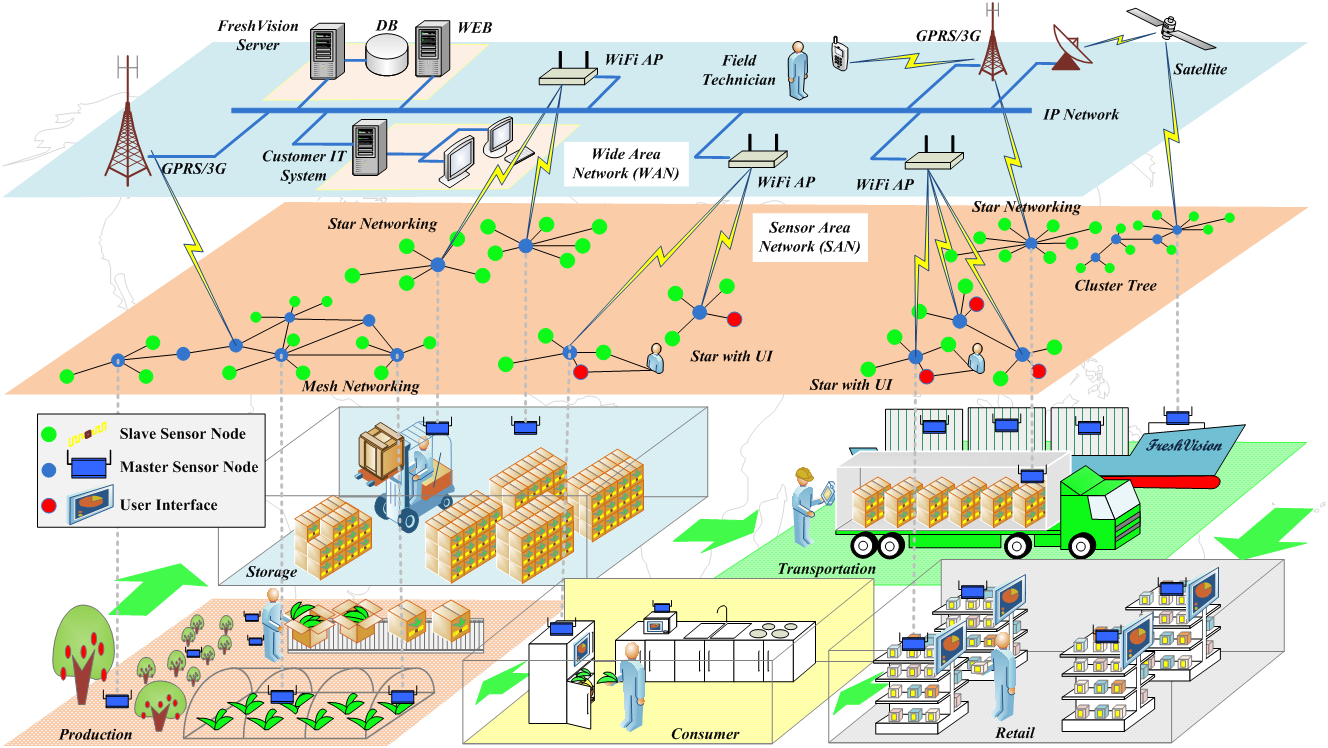 FreshVision
Server
DB
WEB
WiFi AP
Field
Technician
GPRS/3G
Satellite
IP Network
GPRS/3G
Customer IT
System
Wide Area
Network (WAN)
WiFi AP
WiFi AP
Star Networking
Sensor Area
Network (SAN)
Star Networking
Cluster Tree
Star with UI
Mesh Networking
Star with UI
Slave Sensor Node
Master Sensor Node
User Interface
FreshVision
Storage
Transportation
Production
Consumer
Retail